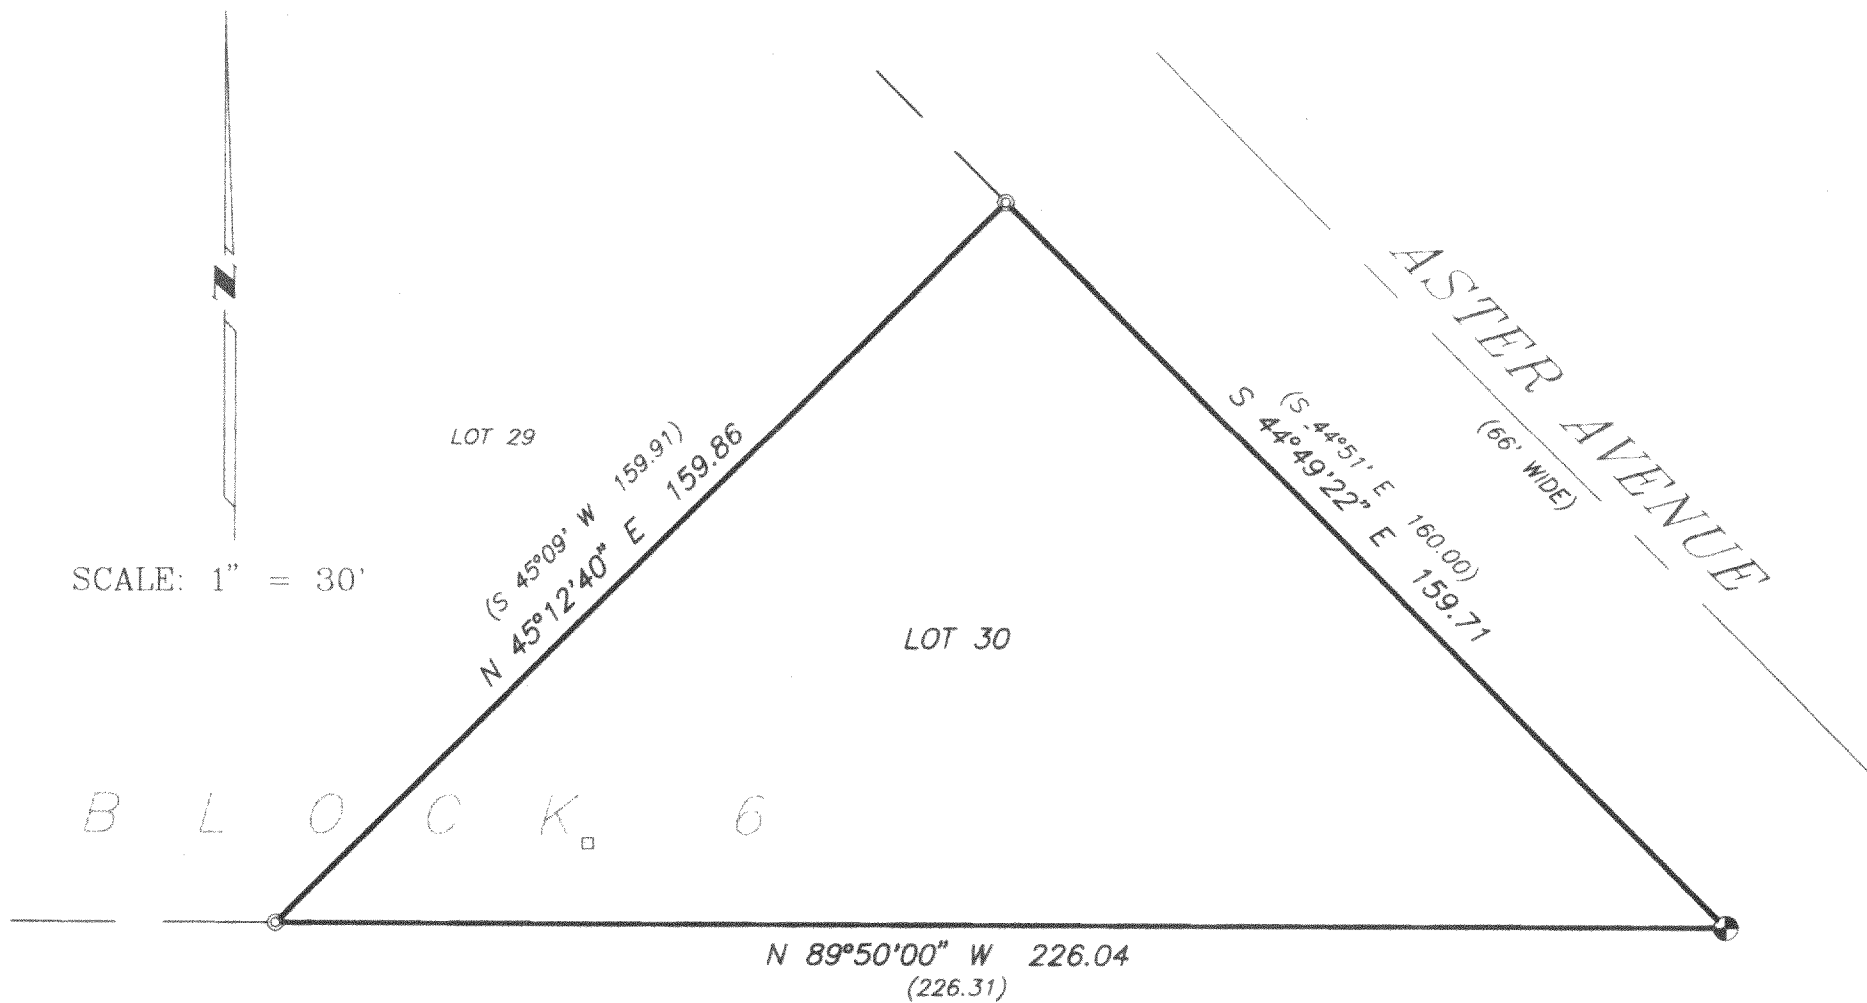 N
ASTER AVENUE
(66' WIDE)
LOT 29
(S 45°09' W 159.91)
N 45°12'40" E 159.86
(S 44°51' E 160.00)
S 44°49'22" E 159.71
SCALE: 1" = 30'
LOT 30
BLOCK 6
N 89°50'00" W 226.04
(226.31)